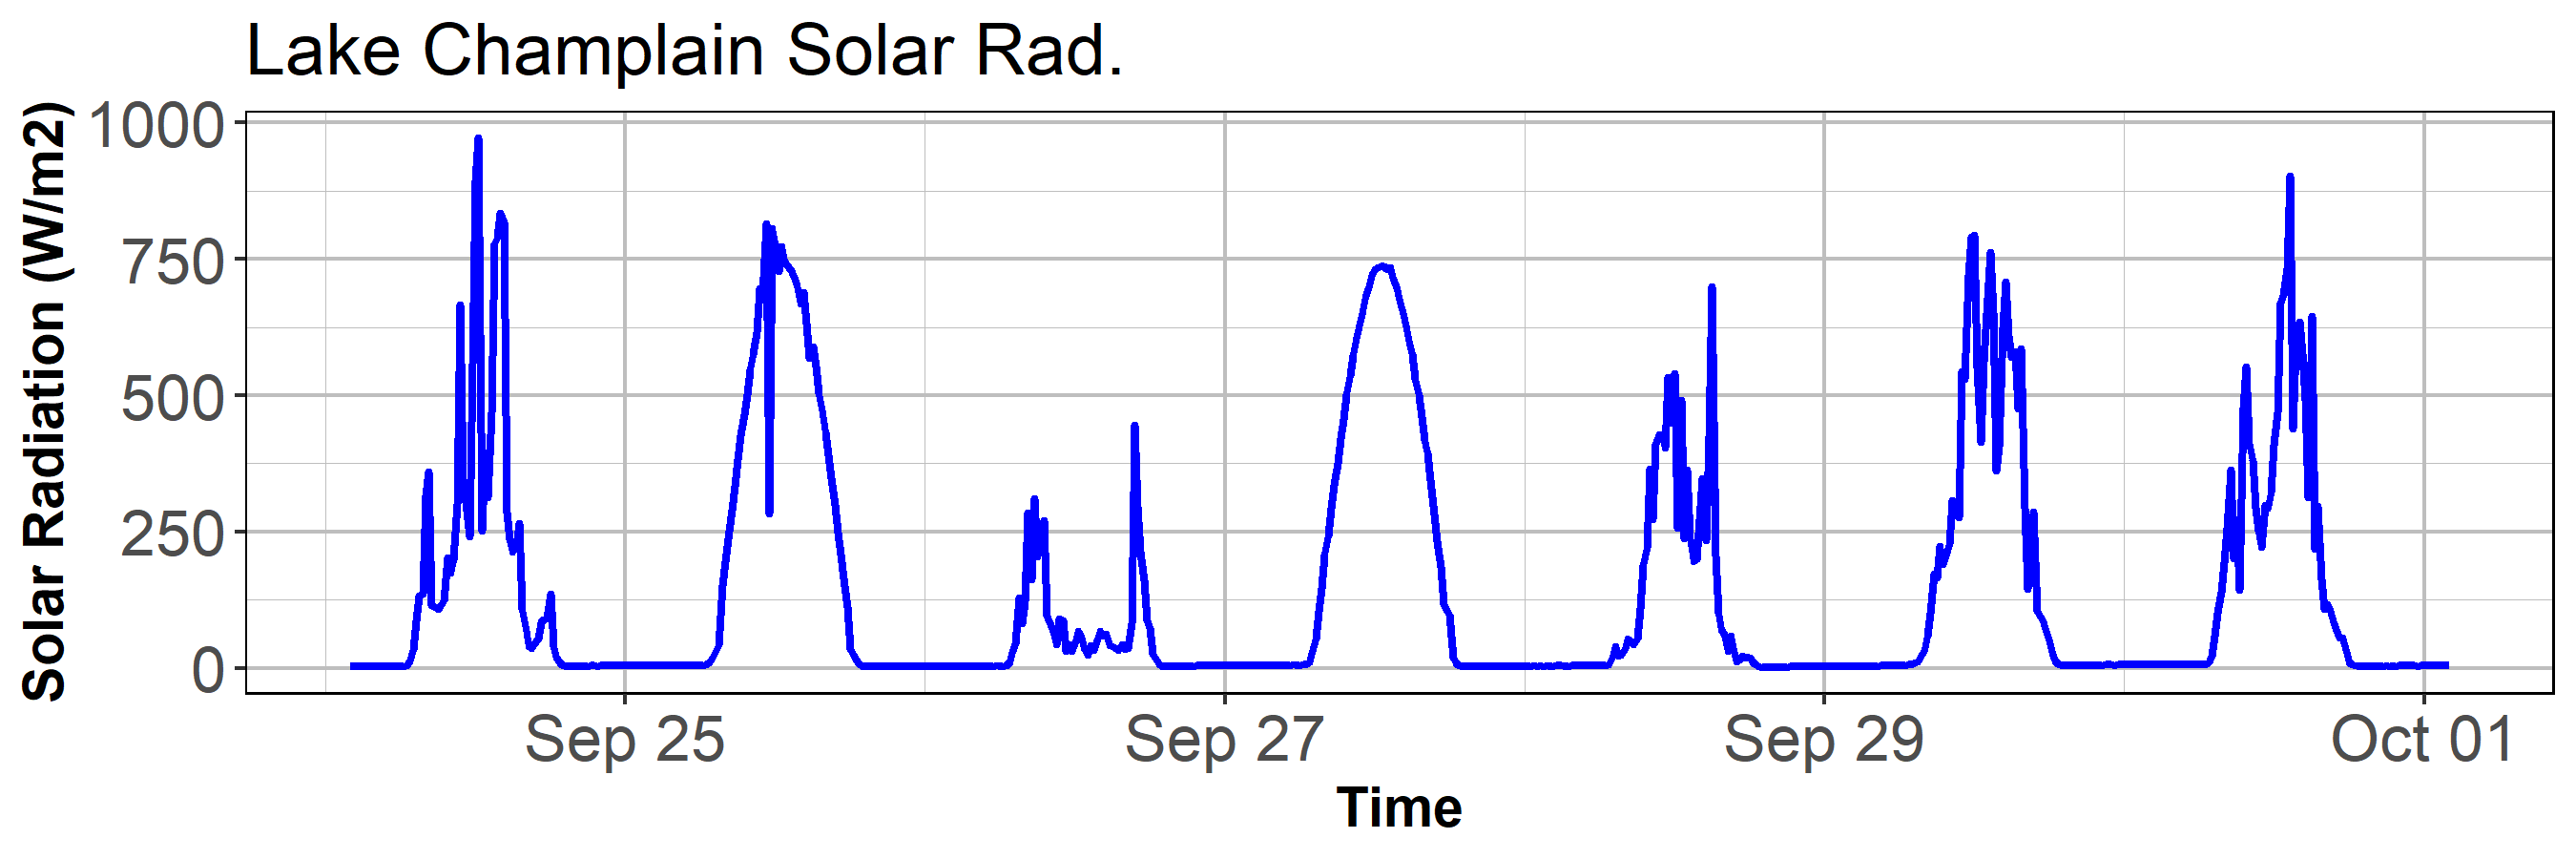 Lake Champlain Solar Rad.
Solar Radiation (W/m2)
1000
750
500
250
0
Sep 25
Sep 27
Sep 29
Oct 01
Time